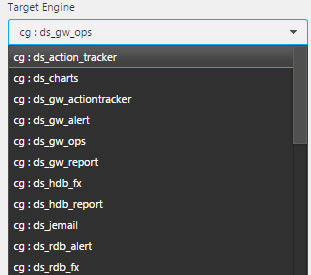 Target Engine
cg : ds_gw_ops
cg : ds_action_tracker
cg : ds_charts
cg : ds_gw_actiontracker
cg : ds_gw_alert
cg : ds_gw_ops
cg : ds_gw_report
cg : ds_hdb_fx
cg : ds_hdb_report
cg : ds_jemail
cg : ds_rdb_alert
cg : ds_rdb_fx